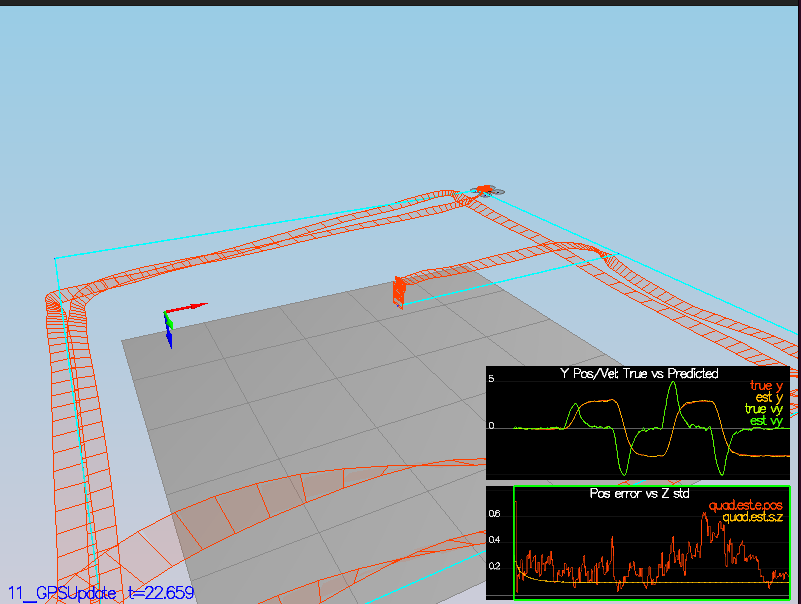 Y Pos/Vel: True vs Predicted
5
true y
est y
true vy
0
est vy
Pos error vs Z std
quad.est.e.pos
0.6
quad.est.s.z
0.4
0.2
11_GPSUpdate t=22.659